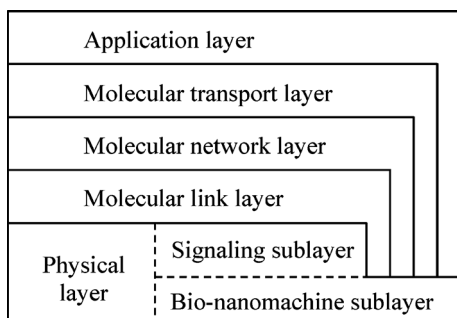 Application layer
Molecular transport layer
Molecular network layer
Molecular link layer
Physical
layer
Signaling sublayer
Bio-nanomachine sublayer